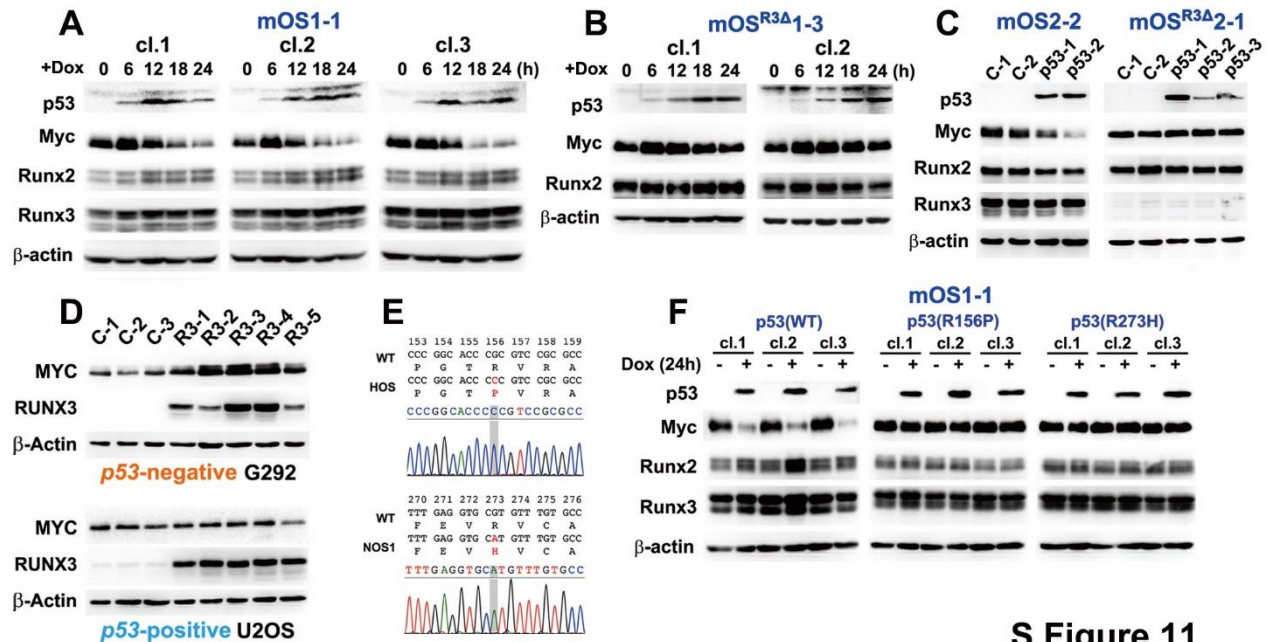 A
mOS1-1
cl.1 cl.2 cl.3
+Dox 0 6 12 18 24 0 6 12 18 24 0 6 12 18 24 (h)
p53
Myc
Runx2
Runx3
β-actin
B
mOSR3Δ1-3
cl.1 cl.2
+Dox 0 6 12 18 24 0 6 12 18 24 (h)
p53
Myc
Runx2
β-actin
C
mOS2-2 mOSR3Δ2-1
C-1 C-2 p53-1 p53-2 C-1 C-2 p53-1 p53-2 p53-3
p53
Myc
Runx2
Runx3
β-actin
D
C-1 C-2 C-3 R3-1 R3-2 R3-3 R3-4 R3-5
MYC
RUNX3
β-Actin
p53-negative G292
MYC
RUNX3
β-Actin
p53-positive U2OS
E
153 154 155 156 157 158 159
WT CCC GGC ACC CGC GTC CGC GCC
P G T R V R A
HOS CCC GGC ACC CCC GTC CGC GCC
P G T P V R A
CCCGGCACCCCCGTCCGCGCC
270 271 272 273 274 275 276
WT TTT GAG GTG CGT GTT TGT GCC
F E V R V C A
NOS1 TTT GAG GTG CAT GTT TGT GCC
F E V H V C A
TTTGAGGTGCATGTTTGTGCC
F
mOS1-1
p53(WT) p53(R156P) p53(R273H)
cl.1 cl.2 cl.3 cl.1 cl.2 cl.3 cl.1 cl.2 cl.3
Dox (24h) - + - + - + - + - + - + - + - + - +
p53
Myc
Runx2
Runx3
β-actin
S Figure 11